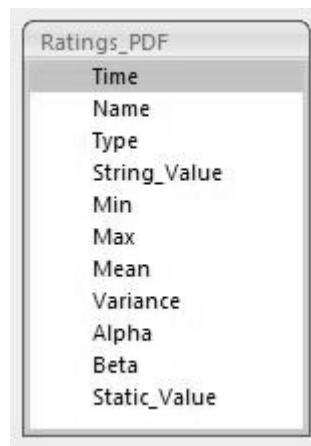 Ratings_PDF
Time
Name
Type
String_Value
Min
Max
Mean
Variance
Alpha
Beta
Static_Value